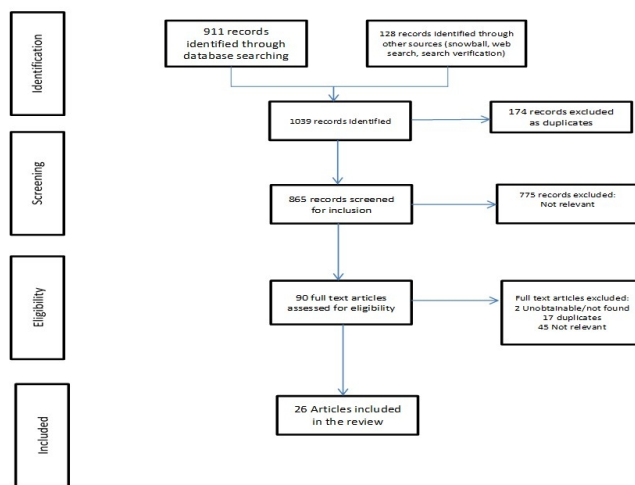 Identification
911 records
identified through
database searching
128 records identified through
other sources (snowball, web
search, search verification)
1039 records identified
174 records excluded
as duplicates
Screening
865 records screened
for inclusion
775 records excluded:
Not relevant
Eligibility
90 full text articles
assessed for eligibility
Full text articles excluded:
2 Unobtainable/not found
17 duplicates
45 Not relevant
Included
26 Articles included
in the review